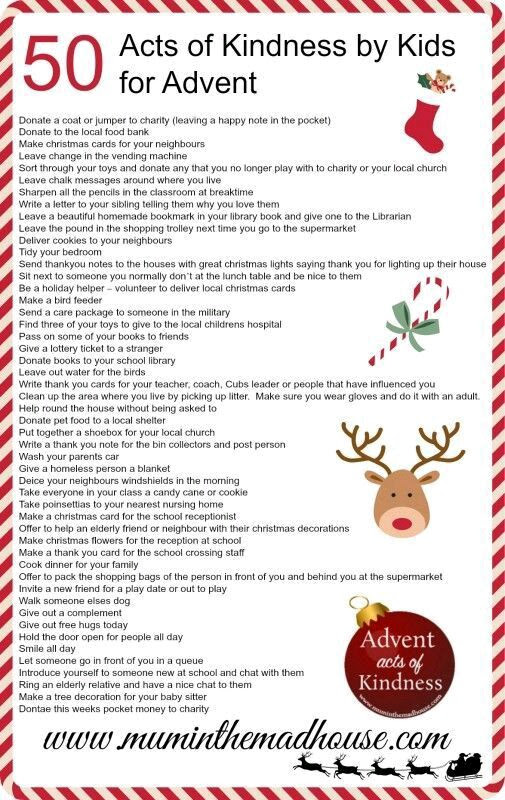 50 Acts of Kindness by Kids
for Advent
Donate a coat or jumper to charity (leaving a happy note in the pocket)
Donate to the local food bank
Make christmas cards for your neighbours
Leave change in the vending machine
Sort through your toys and donate any that you no longer play with to charity or your local church
Leave chalk messages around where you live
Sharpen all the pencils in the classroom at breaktime
Write a letter to your sibling telling them why you love them
Leave a beautiful homemade bookmark in your library book and give one to the Librarian
Leave the pound in the shopping trolley next time you go to the supermarket
Deliver cookies to your neighbours
Tidy your bedroom
Send thankyou notes to the houses with great christmas lights saying thank you for lighting up their house
Sit next to someone you normally don't at the lunch table and be nice to them
Be a holiday helper – volunteer to deliver local christmas cards
Make a bird feeder
Send a care package to someone in the military
Find three of your toys to give to the local childrens hospital
Pass on some of your books to friends
Give a lottery ticket to a stranger
Donate books to your school library
Leave out water for the birds
Write thank you cards for your teacher, coach, Cubs leader or people that have influenced you
Clean up the area where you live by picking up litter. Make sure you wear gloves and do it with an adult.
Help round the house without being asked to
Donate pet food to a local shelter
Put together a shoebox for your local church
Write a thank you note for the bin collectors and post person
Wash your parents car
Give a homeless person a blanket
Deice your neighbours windshields in the morning
Take everyone in your class a candy cane or cookie
Take poinsettias to your nearest nursing home
Make a christmas card for the school receptionist
Offer to help an elderly friend or neighbour with their christmas decorations
Make christmas flowers for the reception at school
Make a thank you card for the school crossing staff
Cook dinner for your family
Offer to pack the shopping bags of the person in front of you and behind you at the supermarket
Invite a new friend for a play date or out to play
Walk someone elses dog
Give out a complement
Give out free hugs today
Hold the door open for people all day
Smile all day
Let someone go in front of you in a queue
Introduce yourself to someone new at school and chat with them
Ring an elderly relative and have a nice chat to them
Make a tree decoration for your baby sitter
Dontae this weeks pocket money to charity
Advent
acts of
Kindness
www.muminthemadhouse.com
www.muminthemadhouse.com